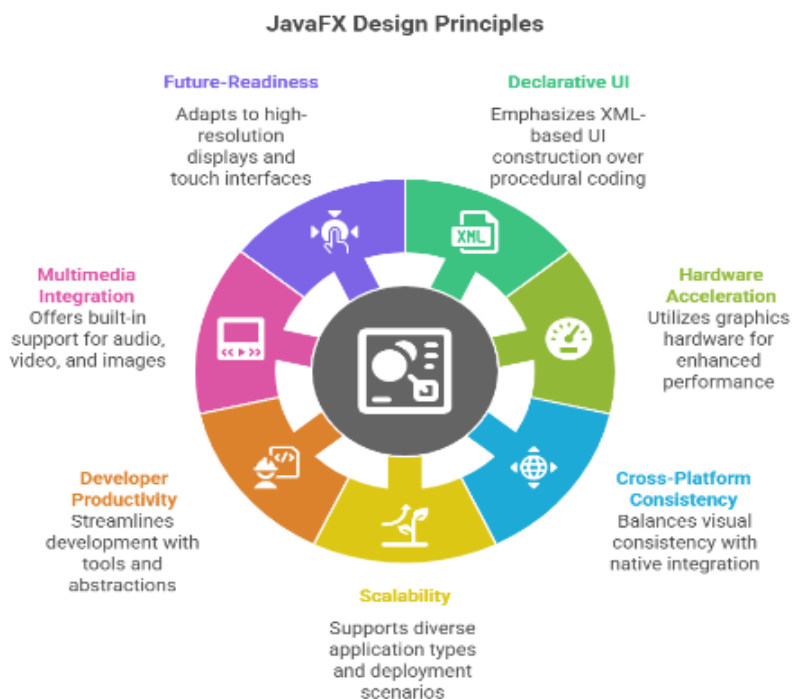 JavaFX Design Principles
Future-Readiness
Adapts to high-
resolution
displays and
touch interfaces
Declarative UI
Emphasizes XML-
based UI
construction over
procedural coding
XML
Multimedia
Integration
Offers built-in
support for audio,
video, and images
Hardware
Acceleration
Utilizes graphics
hardware for
enhanced
performance
Developer
Productivity
Streamlines
development with
tools and
abstractions
</>
Cross-Platform
Consistency
Balances visual
consistency with
native integration
Scalability
Supports diverse
application types
and deployment
scenarios